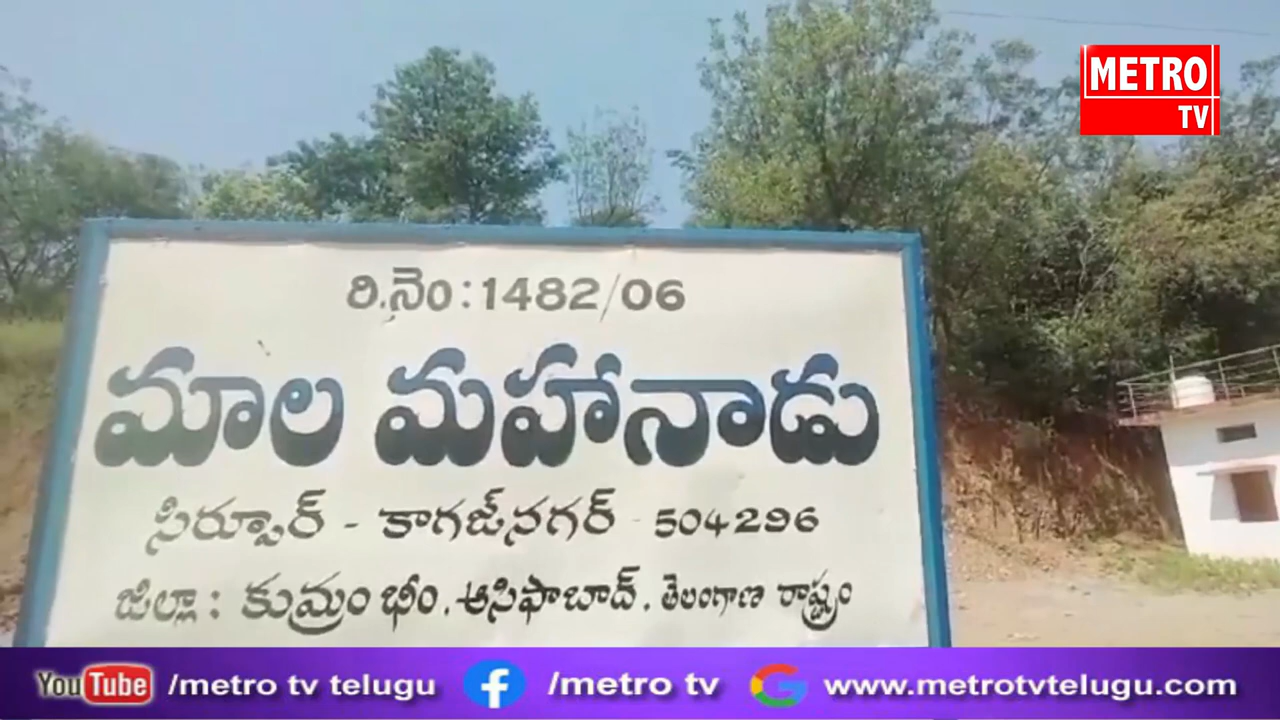 METRO
TV
రి.నెం:1482/06
మాల మహానాడు
సిర్పూర్ - కాగజ్‌నగర్ - 504296
జిల్లా: కుమ్రం భీం. ఆసిఫాబాద్. తెలంగాణ రాష్ట్రం
YouTube /metro tv telugu f /metro tv G www.metrotvtelugu.com